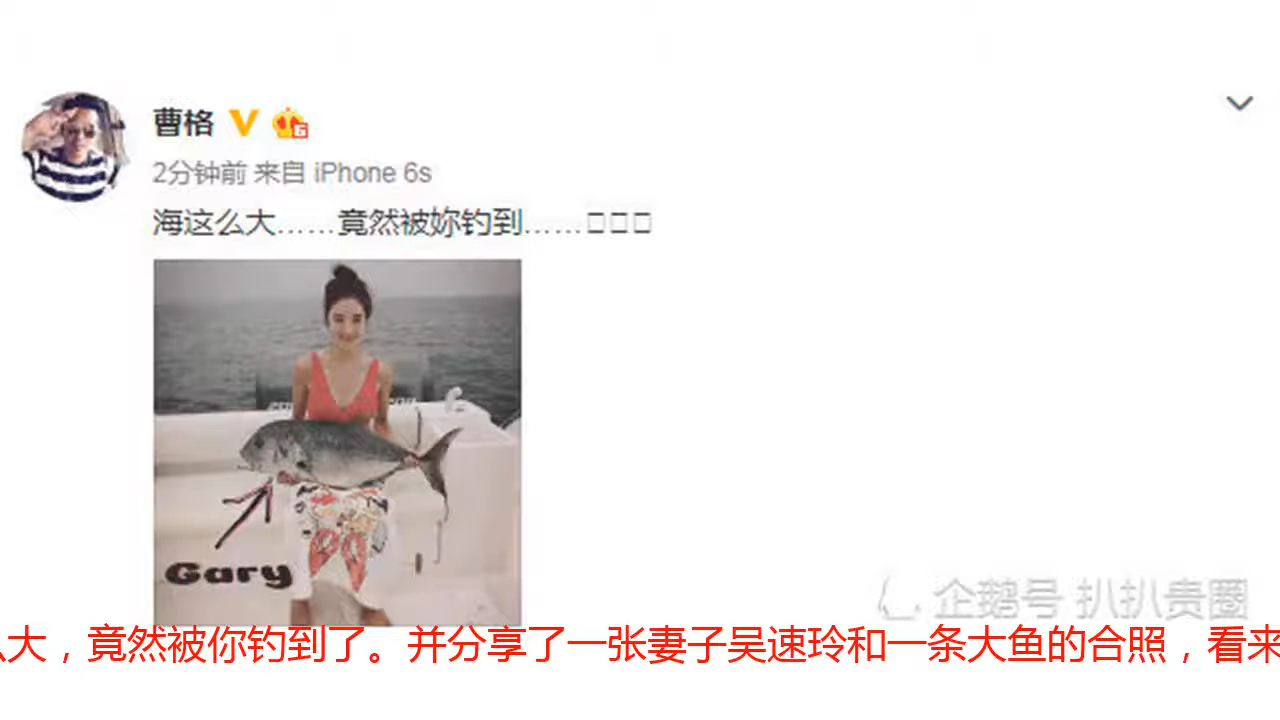 曹格
2分钟前 来自 iPhone 6s
海这么大……竟然被妳钓到……
Gary
企鹅号 扒扒贵圈
大，竟然被你钓到了。并分享了一张妻子吴速玲和一条大鱼的合照，看来